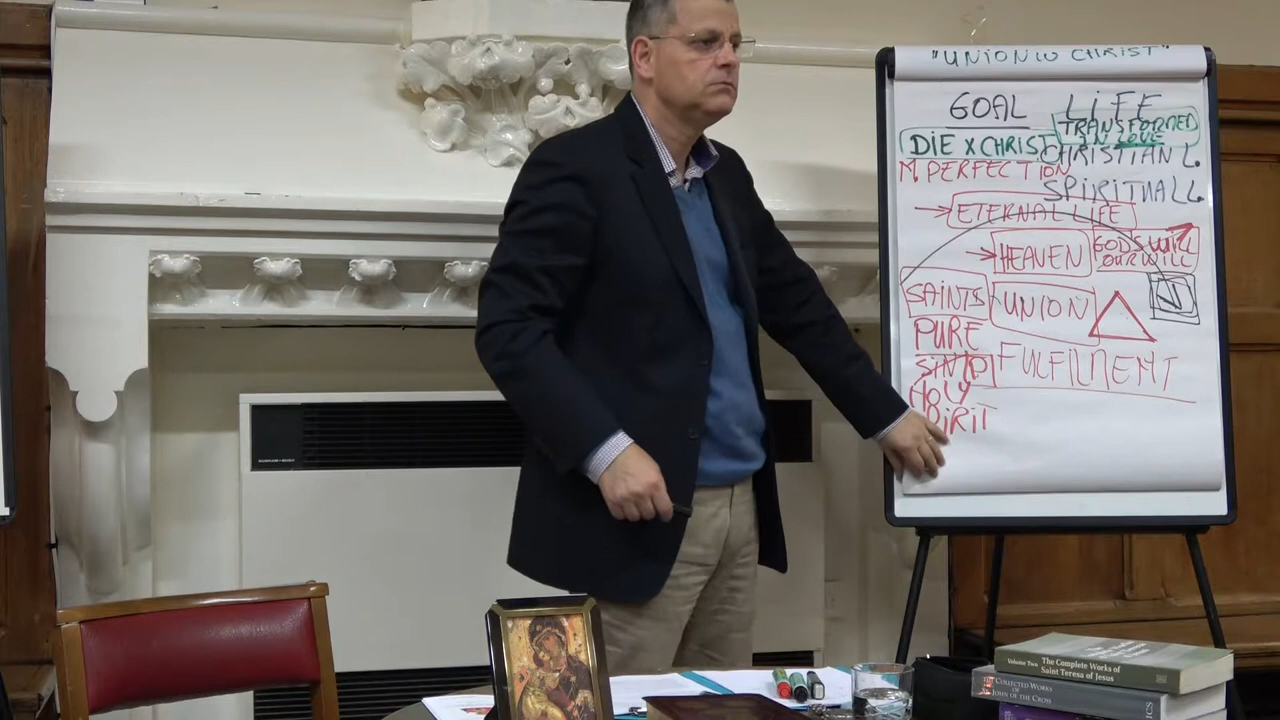 "UNION W CHRIST"
GOAL LIFE
TRANSFORMED
IN LOVE
DIE X CHRIST
CHRISTIAN L.
M. PERFECTION
SPIRITUAL L.
ETERNAL LIFE
HEAVEN
GOD'S WILL
OUR WILL
SAINTS
UNION
PURE
FULFILMENT
HOLY
SPIRIT
Volume Two
The Complete Works of
Saint Teresa of Jesus
THE COLLECTED WORKS
OF
JOHN OF THE CROSS